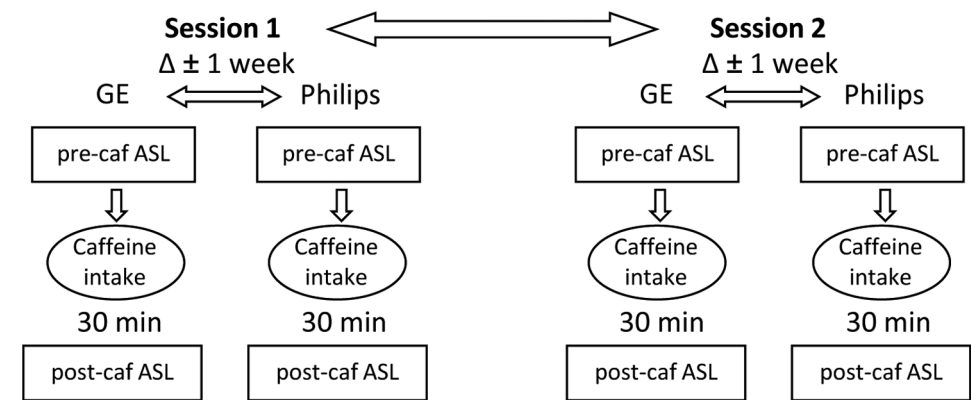 Session 1 Session 2
Δ ± 1 week Δ ± 1 week
GE Philips GE Philips
pre-caf ASL pre-caf ASL pre-caf ASL pre-caf ASL
Caffeine Caffeine Caffeine Caffeine
intake intake intake intake
30 min 30 min 30 min 30 min
post-caf ASL post-caf ASL post-caf ASL post-caf ASL